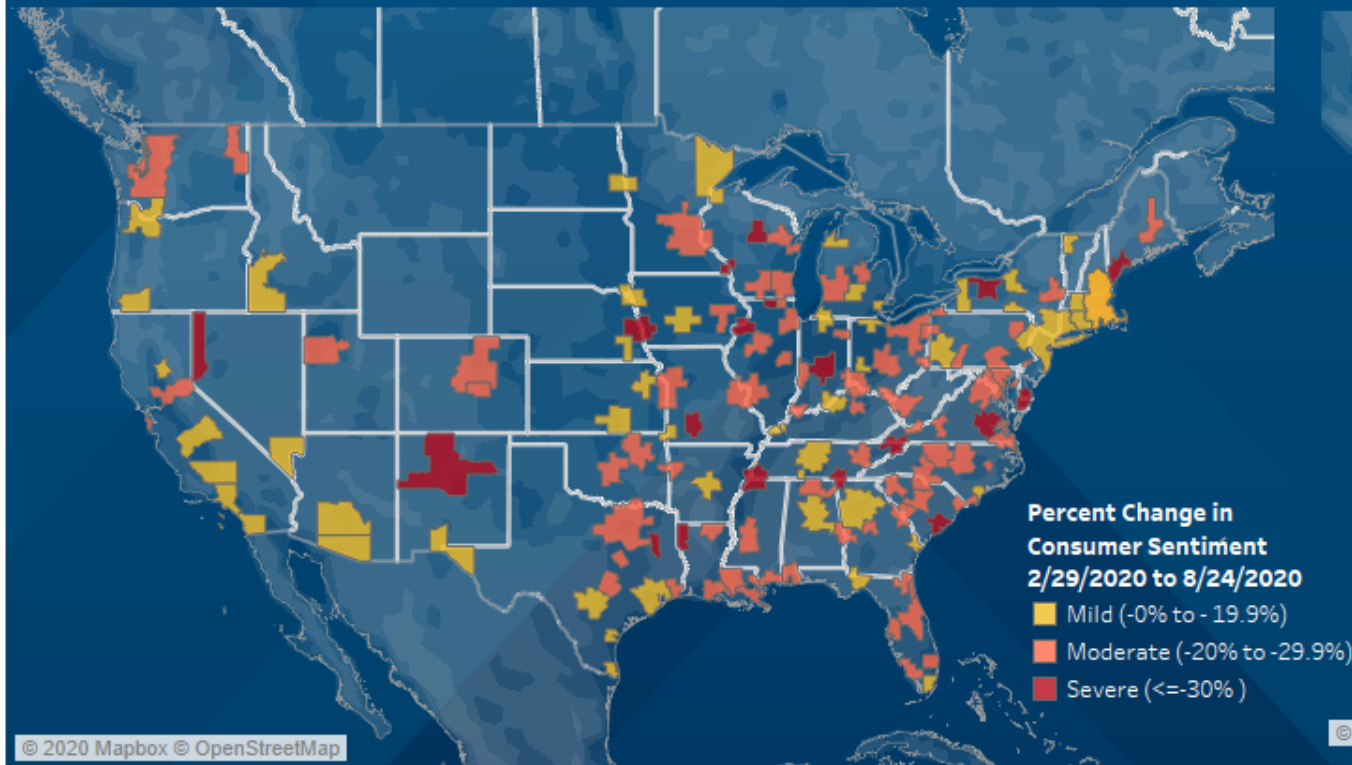 Percent Change in
Consumer Sentiment
2/29/2020 to 8/24/2020
Mild (-0% to - 19.9%)
Moderate (-20% to -29.9%)
Severe (<=-30% )
© 2020 Mapbox © OpenStreetMap
©